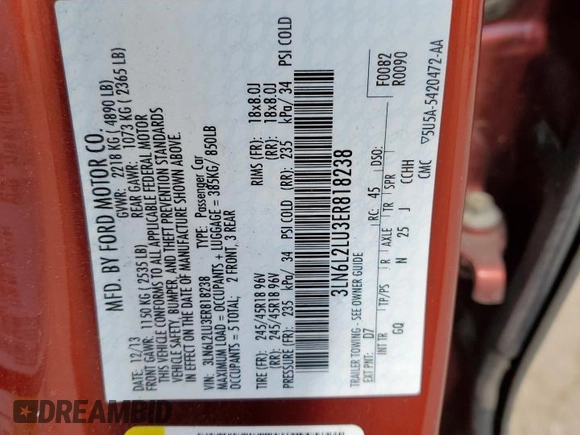 MFD. BY FORD MOTOR CO.
DATE: 12/13 GVWR: 2218 KG ( 4890 LB)
FRONT GAWR: 1150 KG (2535 LB) REAR GAWR: 1073 KG ( 2365 LB)
THIS VEHICLE CONFORMS TO ALL APPLICABLE FEDERAL MOTOR
VEHICLE SAFETY, BUMPER, AND THEFT PREVENTION STANDARDS
IN EFFECT ON THE DATE OF MANUFACTURE SHOWN ABOVE.
VIN: 3LN6L2LU3ER818238 TYPE: Passenger Car
MAXIMUM LOAD = OCCUPANTS + LUGGAGE = 385KG/ 850LB
OCCUPANTS = 5 TOTAL; 2 FRONT, 3 REAR
TIRE (FR): 245/45R18 96V RIMS (FR): 18x8.0J
(RR): 245/45R18 96V (RR): 18x8.0J
PRESSURE (FR): 235 kPa/ 34 PSI COLD (RR): 235 kPa/ 34 PSI COLD
3LN6L2LU3ER818238
F0082
R0090
TRAILER TOWING - SEE OWNER GUIDE
EXT PNT: D7 RC: 45 DSO:
INT TR TP/PS R AXLE TR SPR
GQ N 25 J CCHH
CMC 5U5A-5420472-AA
DREAMBID